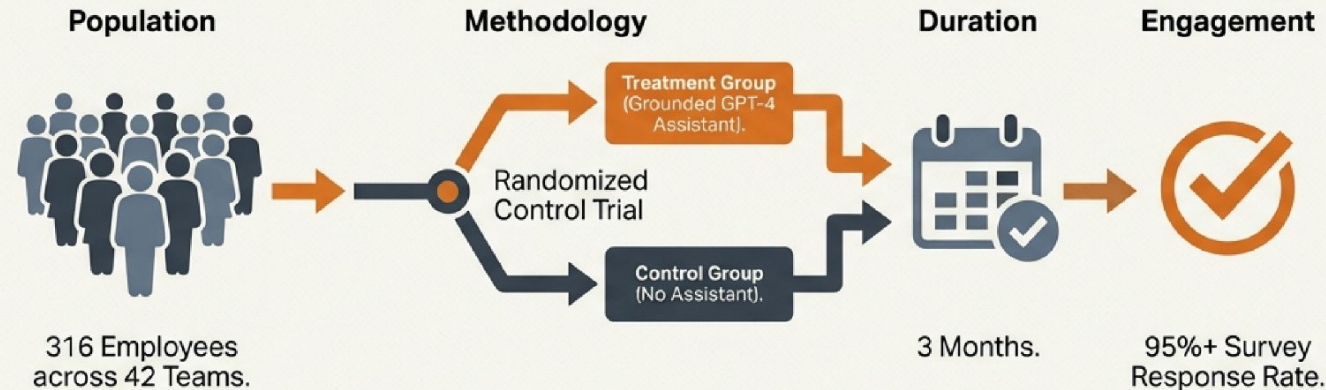 Population
Methodology
Duration
Engagement
Treatment Group
(Grounded GPT-4
Assistant).
Randomized
Control Trial
Control Group
(No Assistant).
316 Employees
across 42 Teams.
3 Months.
95%+ Survey
Response Rate.